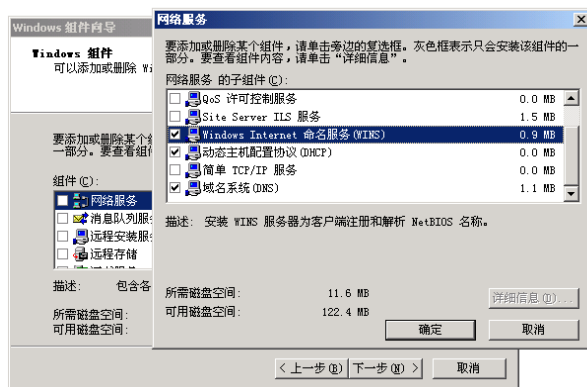 Windows 组件向导
Windows 组件
可以添加或删除 Wi
要添加或删除某个组
一部分。要查看组件
组件(C):
网络服务
消息队列服务
远程安装服
远程存储
描述: 包含各
所需磁盘空间:
可用磁盘空间:
< 上一步(B) 下一步(N) > 取消
网络服务
要添加或删除某个组件，请单击旁边的复选框。灰色框表示只会安装该组件的一
部分。要查看组件内容，请单击“详细信息”。
网络服务 的子组件(C):
QoS 许可控制服务 0.0 MB
Site Server ILS 服务 1.5 MB
Windows Internet 命名服务(WINS) 0.9 MB
动态主机配置协议(DHCP) 0.0 MB
简单 TCP/IP 服务 0.0 MB
域名系统(DNS) 1.1 MB
描述: 安装 WINS 服务器为客户端注册和解析 NetBIOS 名称。
所需磁盘空间: 11.6 MB
可用磁盘空间: 122.4 MB
详细信息(D)...
确定 取消